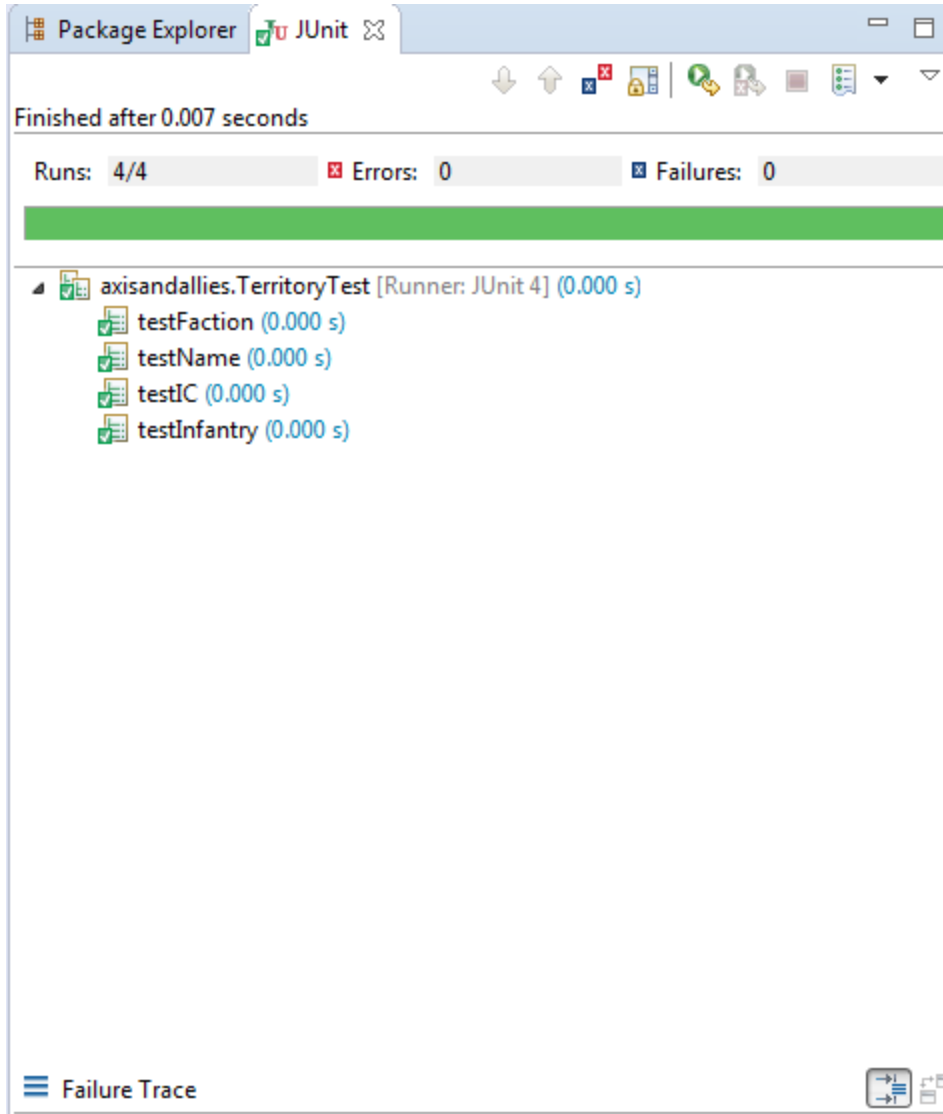 Package Explorer JUnit
Finished after 0.007 seconds
Runs: 4/4 Errors: 0 Failures: 0
axisandallies.TerritoryTest [Runner: JUnit 4] (0.000 s)
testFaction (0.000 s)
testName (0.000 s)
testIC (0.000 s)
testInfantry (0.000 s)
Failure Trace